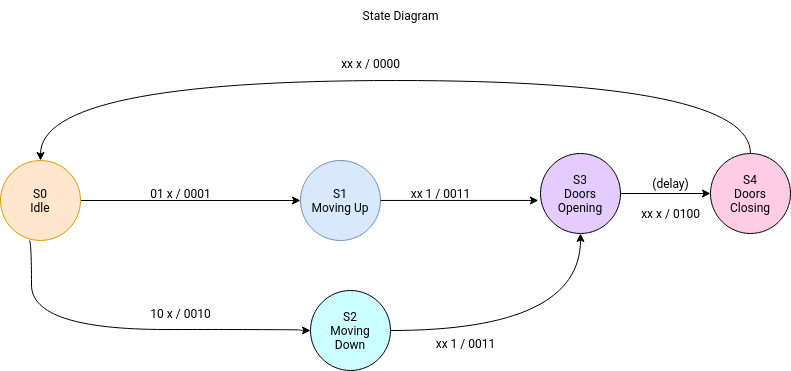 State Diagram
xx x / 0000
S0
Idle
01 x / 0001
S1
Moving Up
xx 1 / 0011
S3
Doors
Opening
(delay)
xx x / 0100
S4
Doors
Closing
10 x / 0010
S2
Moving
Down
xx 1 / 0011